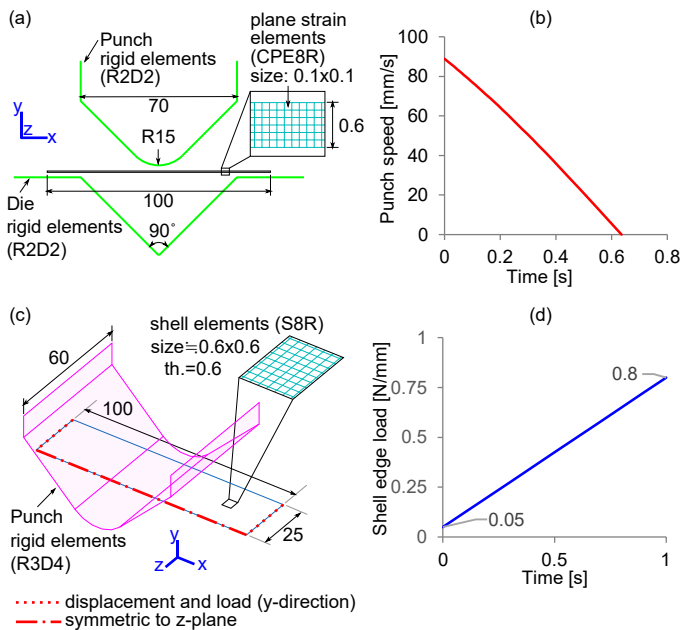 (a)
Punch
rigid elements
(R2D2)
plane strain
elements
(CPE8R)
size: 0.1x0.1
70
R15
0.6
y
z
x
100
Die
rigid elements
(R2D2)
90°
(b)
Punch speed [mm/s]
100
80
60
40
20
0
0
0.2
0.4
0.6
0.8
Time [s]
(c)
shell elements (S8R)
size≒0.6x0.6
th.=0.6
60
100
25
Punch
rigid elements
(R3D4)
y
z
x
displacement and load (y-direction)
symmetric to z-plane
(d)
Shell edge load [N/mm]
1
0.75
0.5
0.25
0
0.8
0.05
0
0.5
1
Time [s]